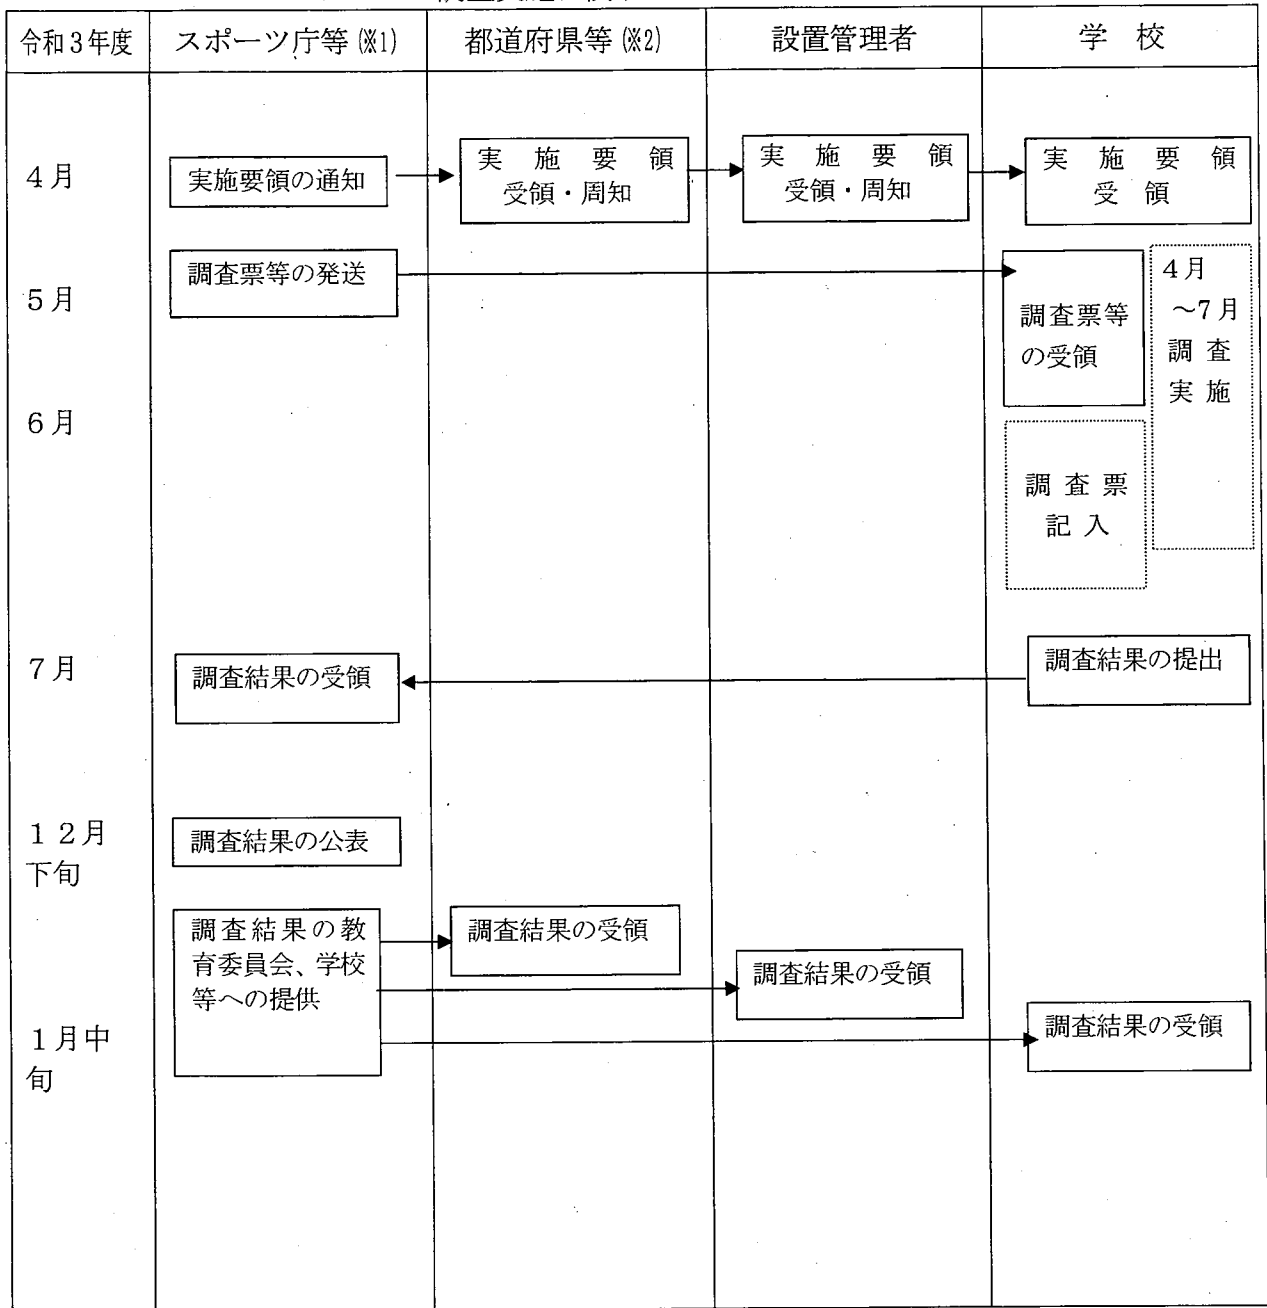 令和3年度 スポーツ庁等(※1) 都道府県等(※2) 設置管理者 学校
4月
実施要領の通知
実施要領
受領・周知
実施要領
受領・周知
実施要領
受領
5月
調査票等の発送
調査票等
の受領
4月
～7月
調査
実施
6月
調査票
記入
7月
調査結果の受領
調査結果の提出
12月
下旬
調査結果の公表
調査結果の教
育委員会、学校
等への提供
調査結果の受領
調査結果の受領
1月中
旬
調査結果の受領